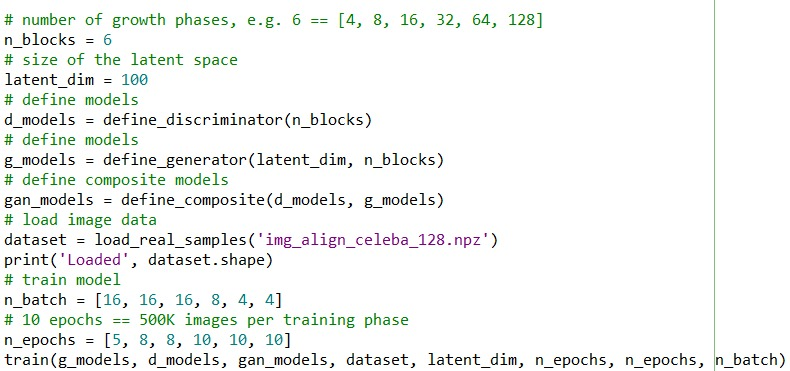 # number of growth phases, e.g. 6 == [4, 8, 16, 32, 64, 128]
n_blocks = 6
# size of the latent space
latent_dim = 100
# define models
d_models = define_discriminator(n_blocks)
# define models
g_models = define_generator(latent_dim, n_blocks)
# define composite models
gan_models = define_composite(d_models, g_models)
# load image data
dataset = load_real_samples('img_align_celeba_128.npz')
print('Loaded', dataset.shape)
# train model
n_batch = [16, 16, 16, 8, 4, 4]
# 10 epochs == 500K images per training phase
n_epochs = [5, 8, 8, 10, 10, 10]
train(g_models, d_models, gan_models, dataset, latent_dim, n_epochs, n_epochs, n_batch)